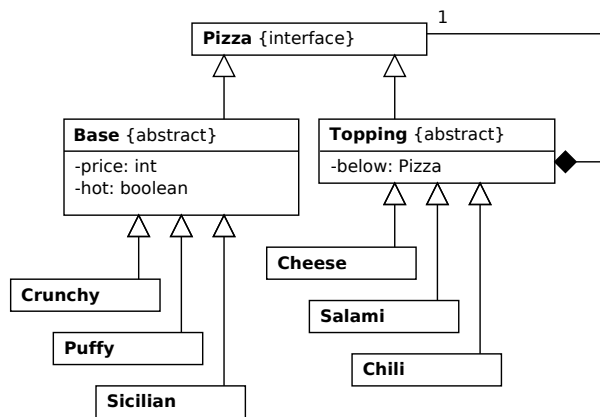 1
Pizza {interface}
Base {abstract}
-price: int
-hot: boolean
Topping {abstract}
-below: Pizza
Crunchy
Puffy
Sicilian
Cheese
Salami
Chili